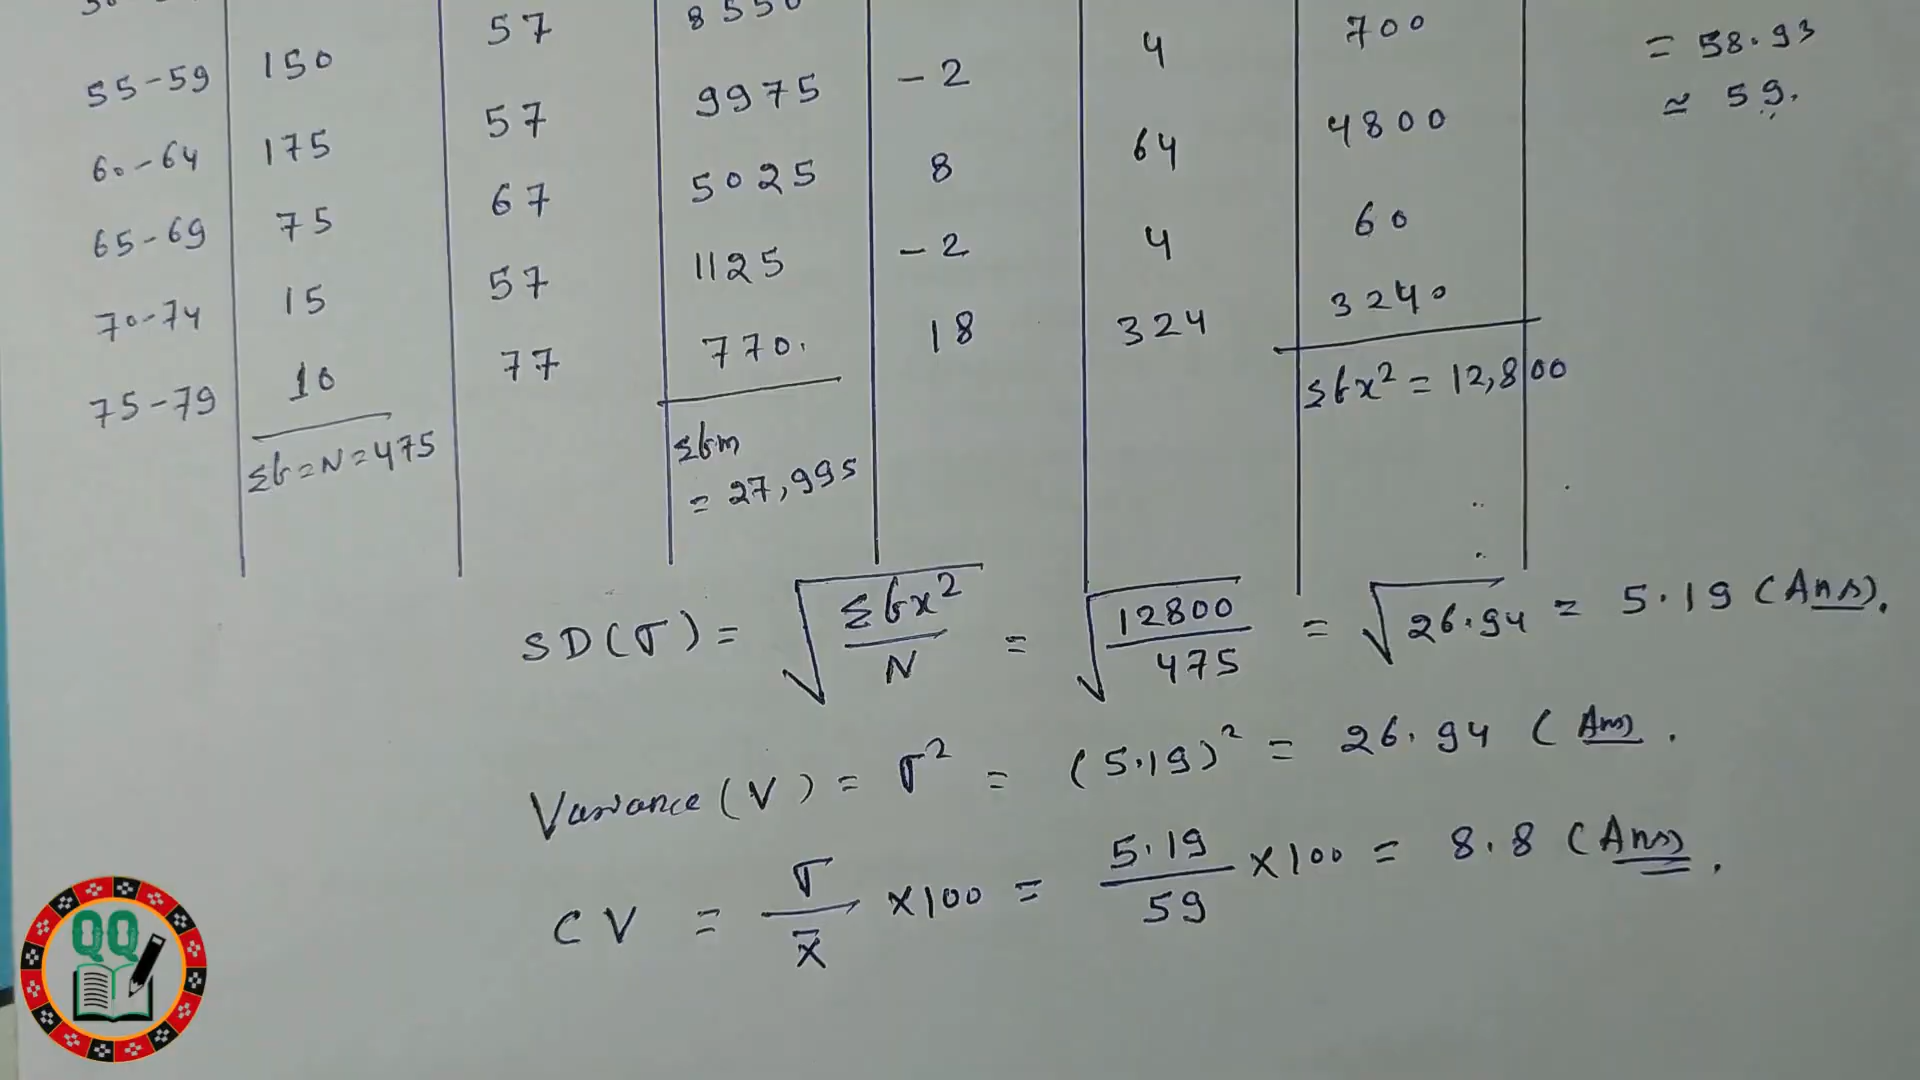 57 8550 700
55-59 150 4 = 58.93
57 9975 -2 4800 ≈ 59.
60-64 175 64
67 5025 8 60
65-69 75 4
57 1125 -2 3240
70-74 15 324
77 770. 18
75-79 10 Σfx² = 12,800
Σf=N=475 Σfm
= 27,995
SD(σ) = √Σfx²/N = √12800/475 = √26.94 = 5.19 (Ans).
Variance (V) = σ² = (5.19)² = 26.94 (Ans).
CV = σ/x̄ ×100 = 5.19/59 ×100 = 8.8 (Ans).
QQ